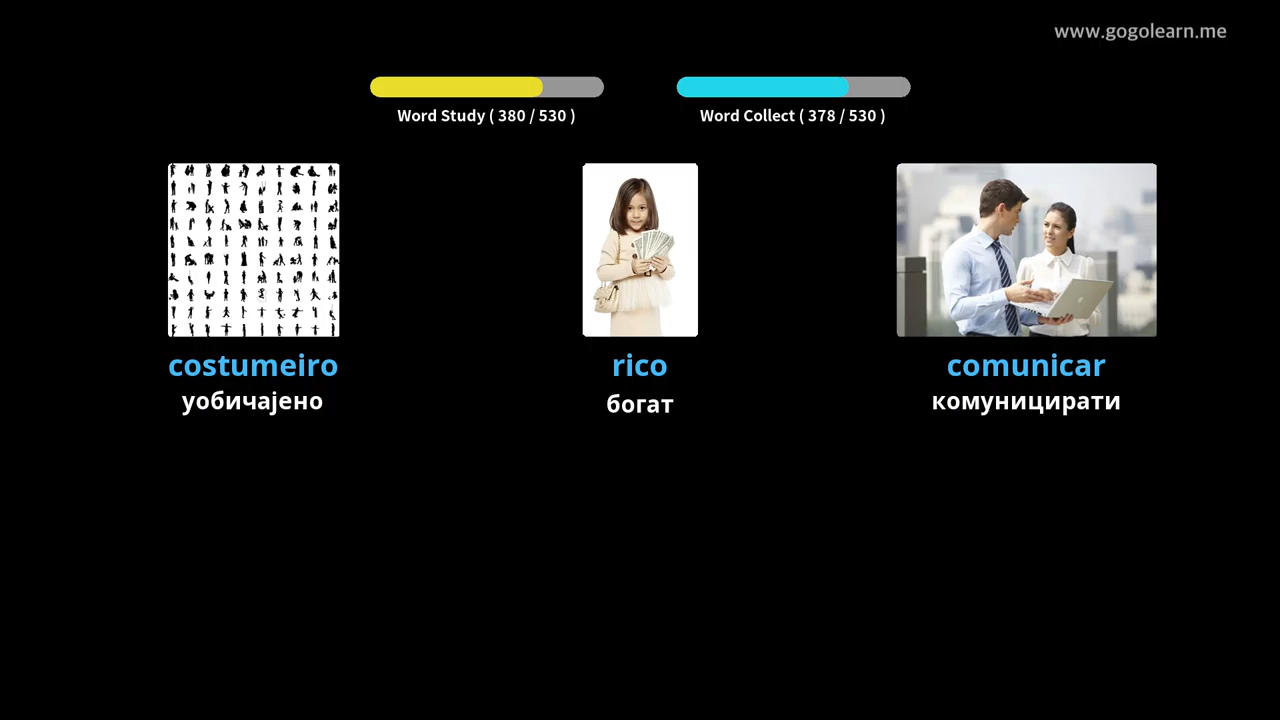 www.gogolearn.me
Word Study ( 380 / 530 )
Word Collect ( 378 / 530 )
costumeiro
уобичајено
rico
богат
comunicar
комуницирати